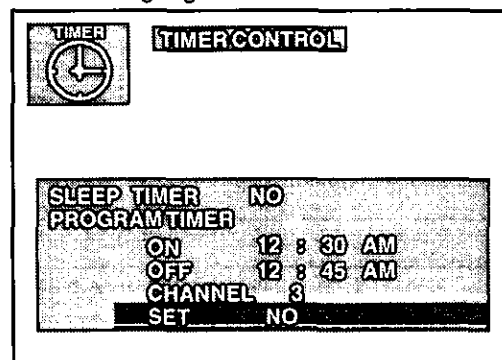 TIMER
TIMER CONTROL
SLEEP TIMER NO
PROGRAM TIMER
ON 12 : 30 AM
OFF 12 : 45 AM
CHANNEL 3
SET NO